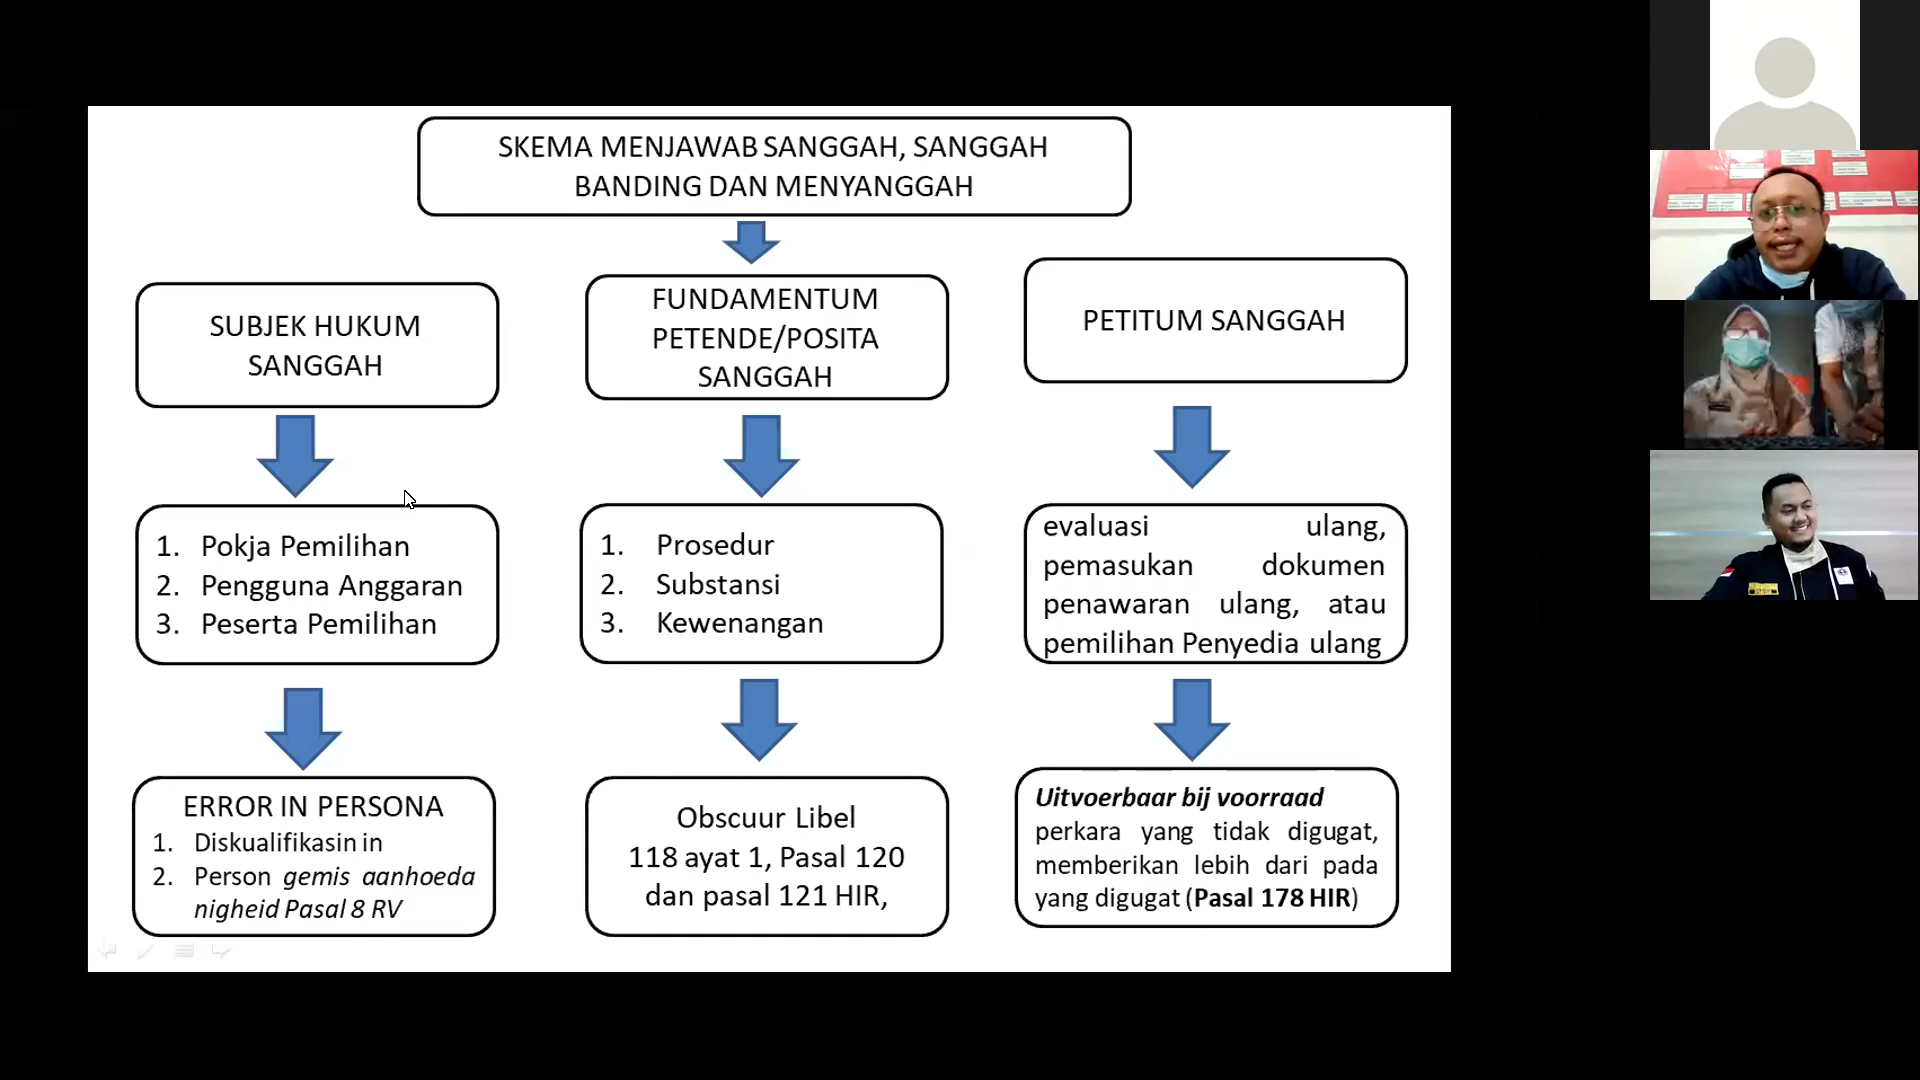 SKEMA MENJAWAB SANGGAH, SANGGAH
BANDING DAN MENYANGGAH
SUBJEK HUKUM
SANGGAH
FUNDAMENTUM
PETENDE/POSITA
SANGGAH
PETITUM SANGGAH
1. Pokja Pemilihan
2. Pengguna Anggaran
3. Peserta Pemilihan
1. Prosedur
2. Substansi
3. Kewenangan
evaluasi ulang,
pemasukan dokumen
penawaran ulang, atau
pemilihan Penyedia ulang
ERROR IN PERSONA
1. Diskualifikasin in
2. Person gemis aanhoeda
nigheid Pasal 8 RV
Obscuur Libel
118 ayat 1, Pasal 120
dan pasal 121 HIR,
Uitvoerbaar bij voorraad
perkara yang tidak digugat,
memberikan lebih dari pada
yang digugat (Pasal 178 HIR)